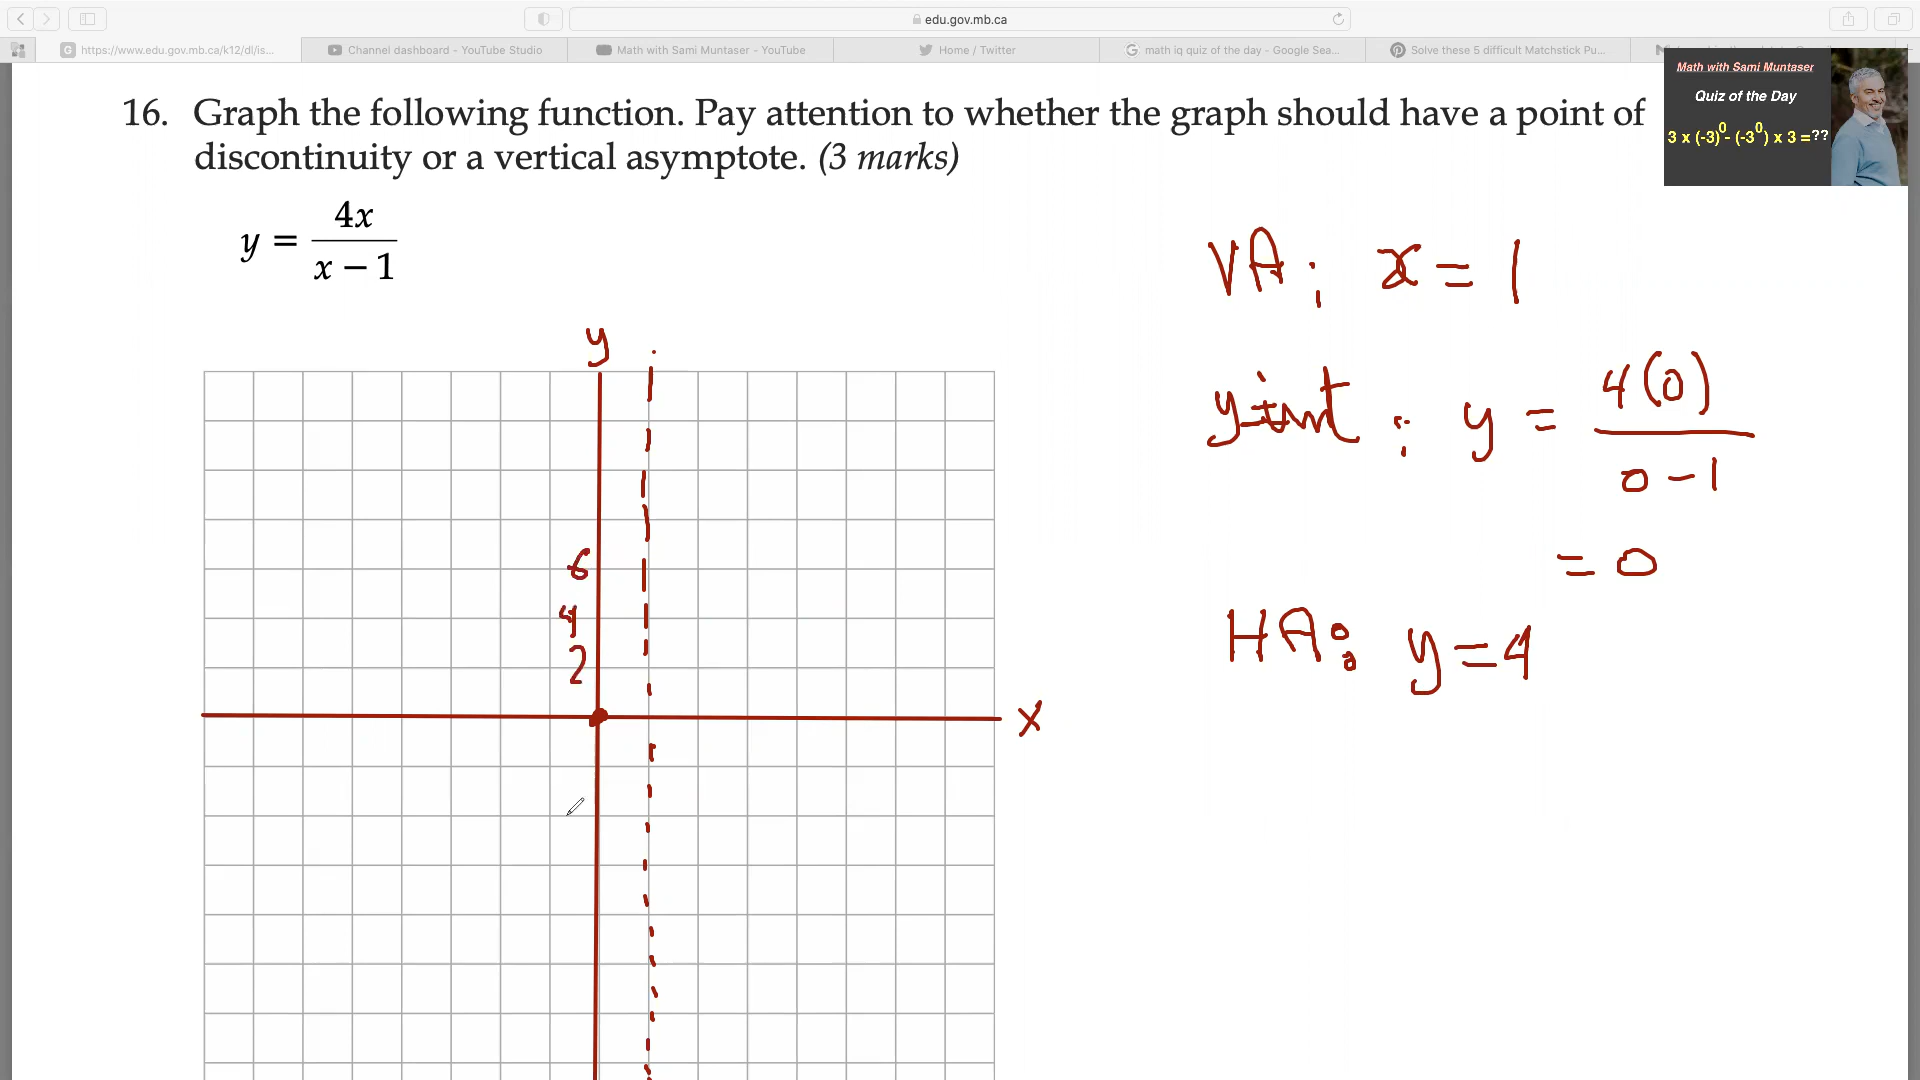 edu.gov.mb.ca
https://www.edu.gov.mb.ca/k12/dl/is...
Channel dashboard - YouTube Studio
Math with Sami Muntaser - YouTube
Home / Twitter
math iq quiz of the day - Google Sea...
Solve these 5 difficult Matchstick Pu...
Math with Sami Muntaser
Quiz of the Day
3 x (-3)⁰- (-3⁰) x 3 =??
16. Graph the following function. Pay attention to whether the graph should have a point of
discontinuity or a vertical asymptote. (3 marks)
y = 4x / (x − 1)
VA: x = 1
y int : y = 4(0) / (0 - 1)
= 0
HA: y = 4
y
6
4
2
x